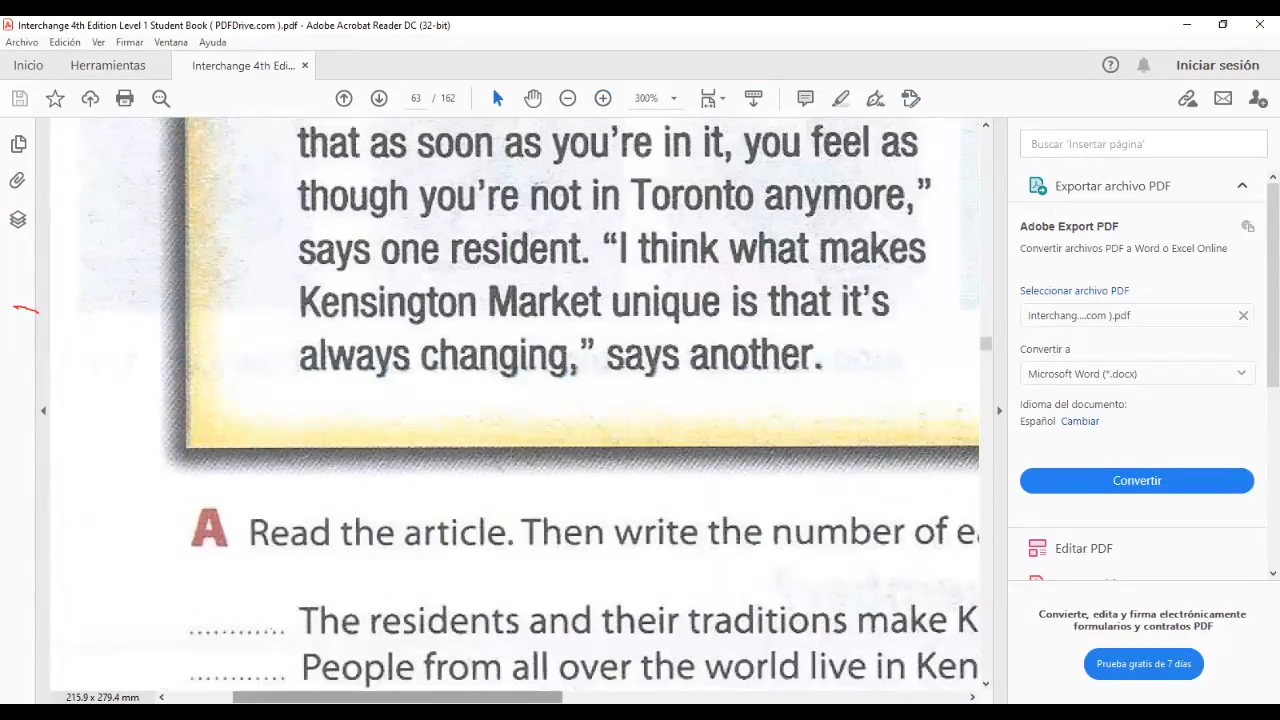 Interchange 4th Edition Level 1 Student Book ( PDFDrive.com ).pdf - Adobe Acrobat Reader DC (32-bit)
Archivo Edición Ver Firmar Ventana Ayuda
Inicio Herramientas Interchange 4th Edi... × Iniciar sesión
63 / 162 300%
that as soon as you're in it, you feel as
though you're not in Toronto anymore,”
says one resident. “I think what makes
Kensington Market unique is that it's
always changing,” says another.
A Read the article. Then write the number of ea
............ The residents and their traditions make K
............ People from all over the world live in Ken
215.9 x 279.4 mm
Buscar 'Insertar página'
Exportar archivo PDF
Adobe Export PDF
Convertir archivos PDF a Word o Excel Online
Seleccionar archivo PDF
Interchang....com ).pdf
Convertir a
Microsoft Word (*.docx)
Idioma del documento:
Español Cambiar
Convertir
Editar PDF
Convierte, edita y firma electrónicamente
formularios y contratos PDF
Prueba gratis de 7 días